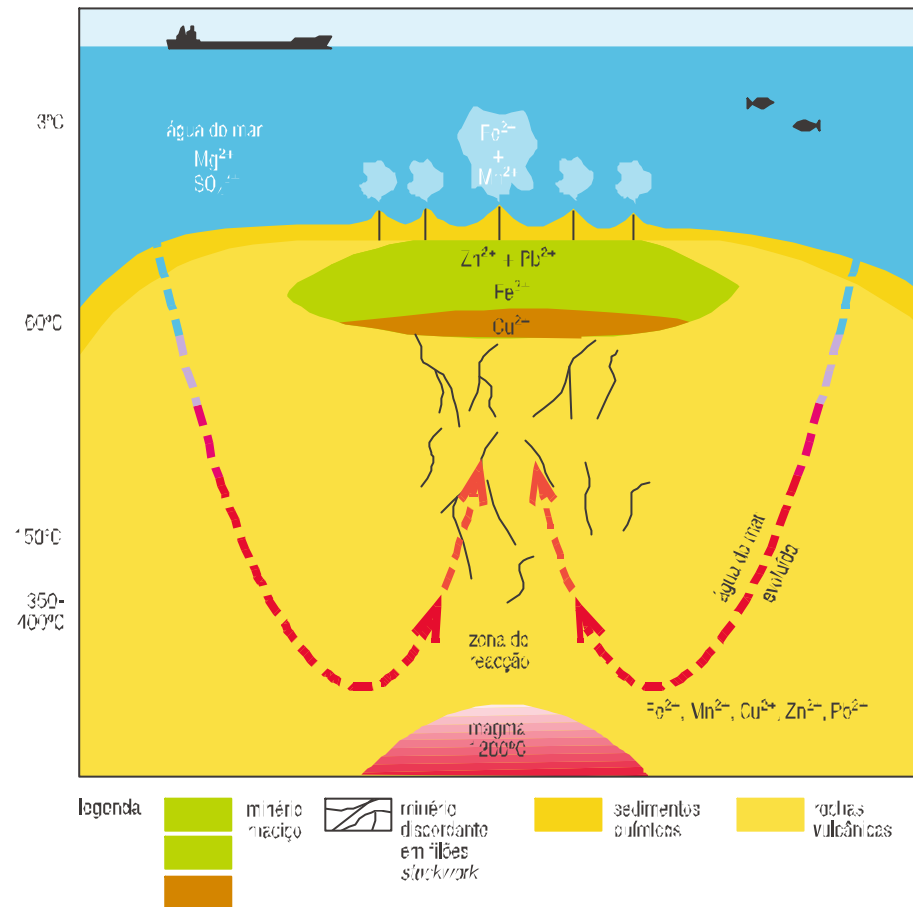 3ºC
água do mar
Mg²⁺
SO₄²⁻
Fe²⁺
+
Mn²⁺
Zn²⁺ + Pb²⁺
Fe²⁺
60ºC
Cu²⁺
150ºC
água do mar
evoluída
350-
400ºC
zona de
reacção
Fe²⁺, Mn²⁺, Cu²⁺, Zn²⁺, Pb²⁺
magma
1200ºC
legenda
minério
maciço
minério
discordante
em filões
stockwork
sedimentos
químicos
rochas
vulcânicas